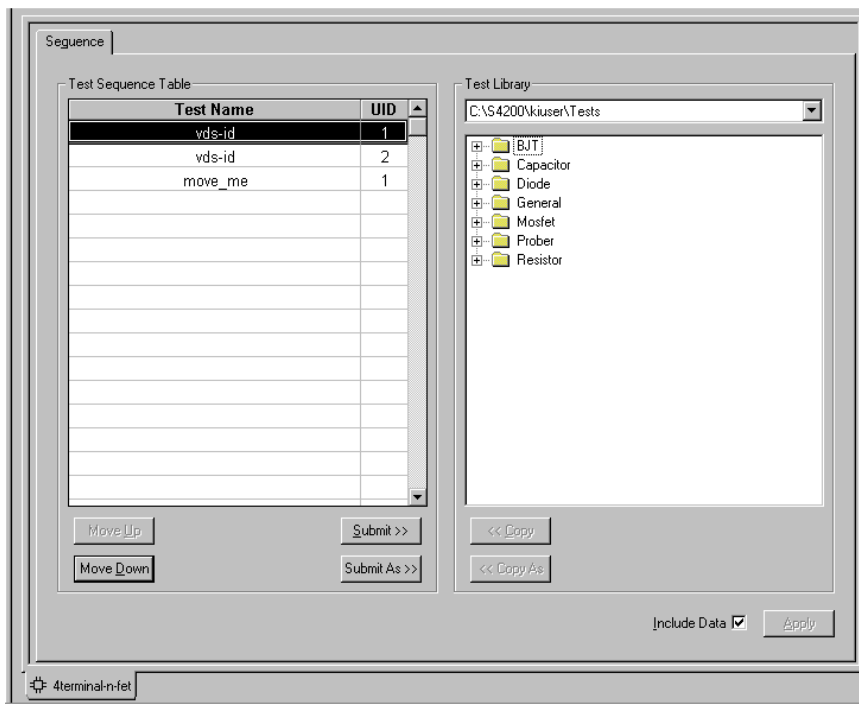 Sequence
Test Sequence Table
Test Name UID
vds-id 1
vds-id 2
move_me 1
Move Up
Submit >>
Move Down
Submit As >>
Test Library
C:\S4200\kiuser\Tests
BJT
Capacitor
Diode
General
Mosfet
Prober
Resistor
<< Copy
<< Copy As
Include Data
Apply
4terminal-n-fet